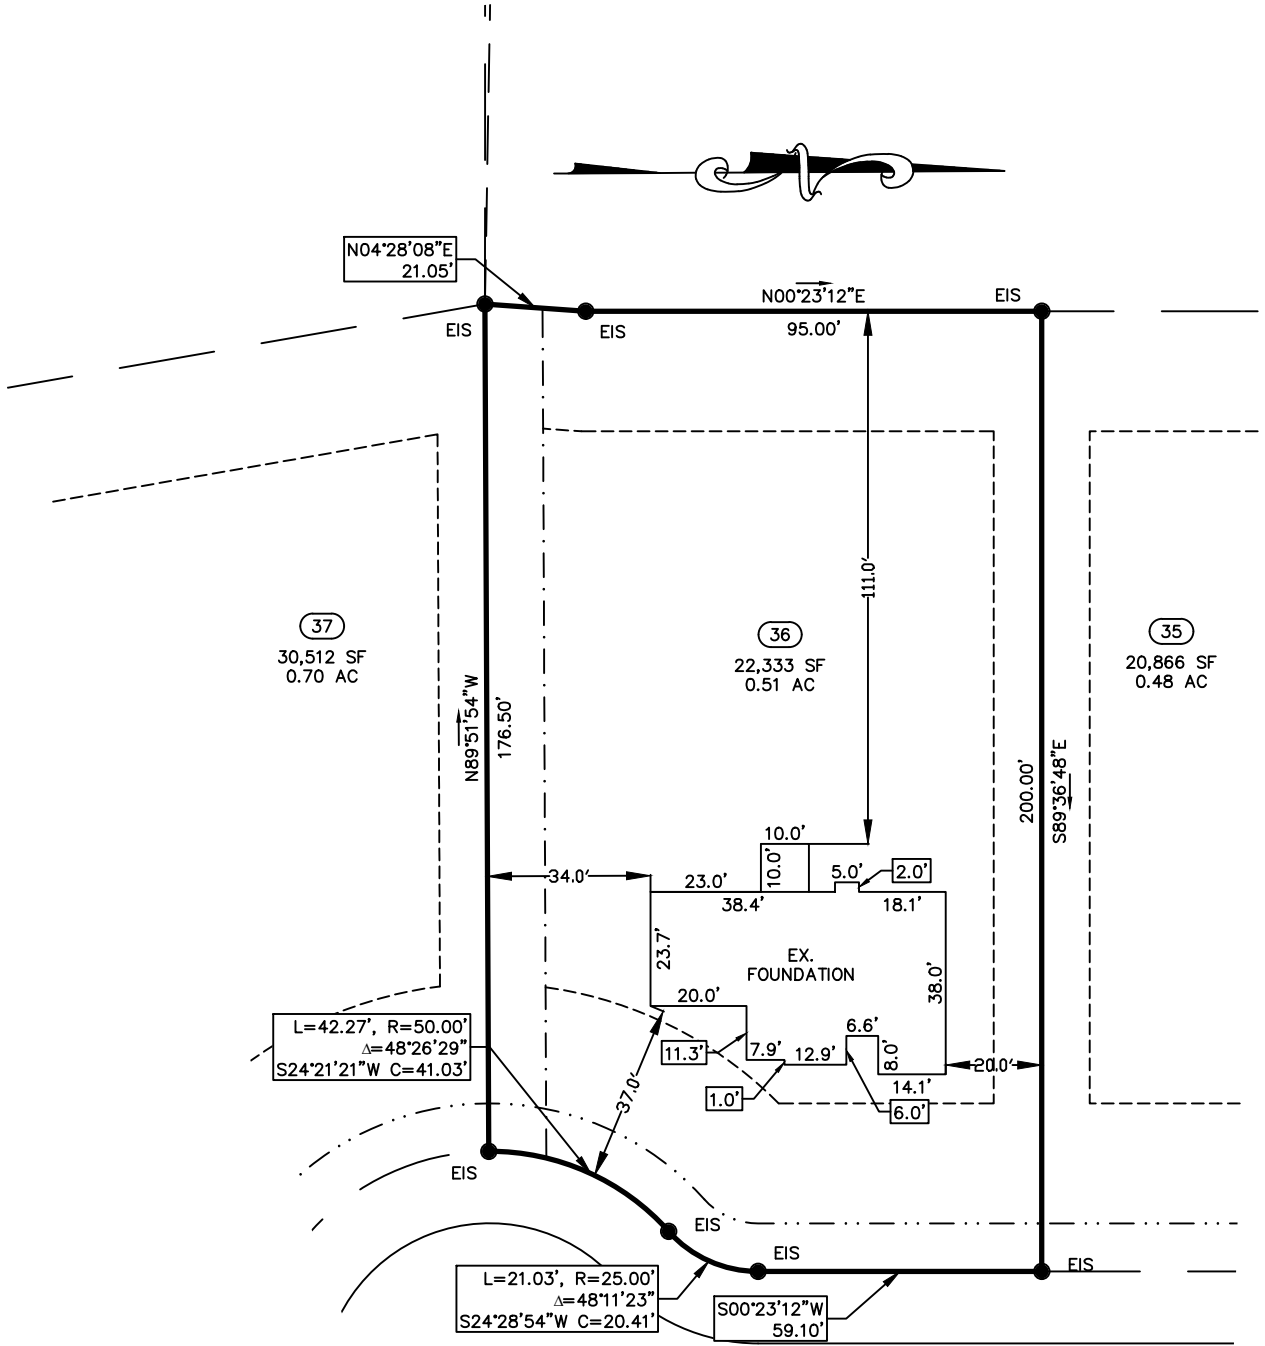 N
N04°28'08"E
21.05'
N00°23'12"E
95.00'
EIS
EIS
EIS
111.0'
37
30,512 SF
0.70 AC
36
22,333 SF
0.51 AC
35
20,866 SF
0.48 AC
N89°51'54"W
176.50'
200.00'
S89°36'48"E
34.0'
10.0'
10.0'
5.0'
2.0'
23.0'
38.4'
18.1'
23.7'
EX.
FOUNDATION
38.0'
20.0'
11.3'
7.9'
12.9'
6.6'
8.0'
14.1'
20.0'
1.0'
6.0'
37.0'
L=42.27', R=50.00'
Δ=48°26'29"
S24°21'21"W C=41.03'
EIS
EIS
EIS
EIS
L=21.03', R=25.00'
Δ=48°11'23"
S24°28'54"W C=20.41'
S00°23'12"W
59.10'